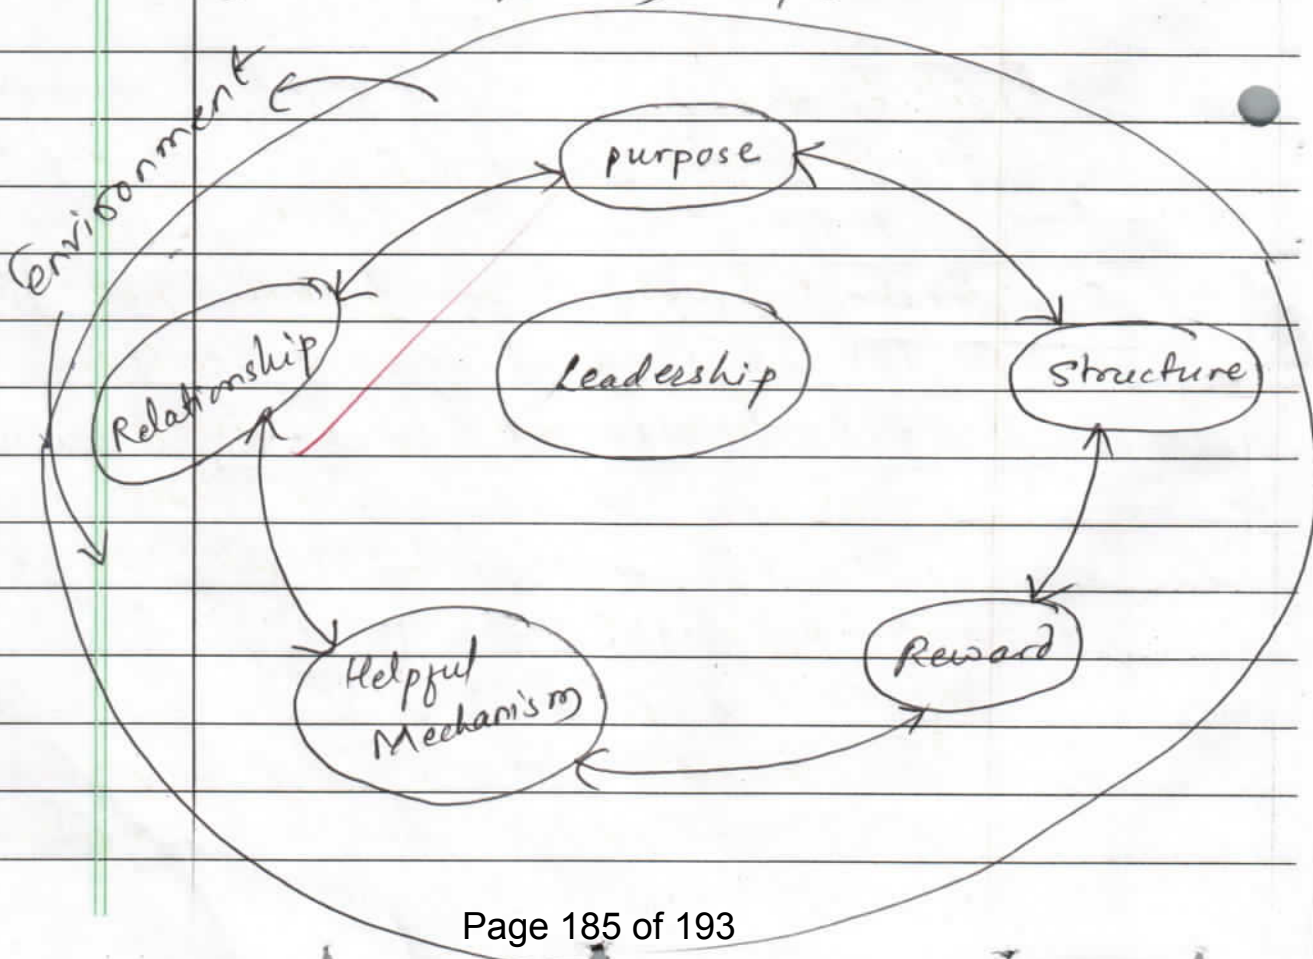 Environment
purpose
Relationship
Leadership
Structure
Helpful
Mechanism
Reward
Page 185 of 193